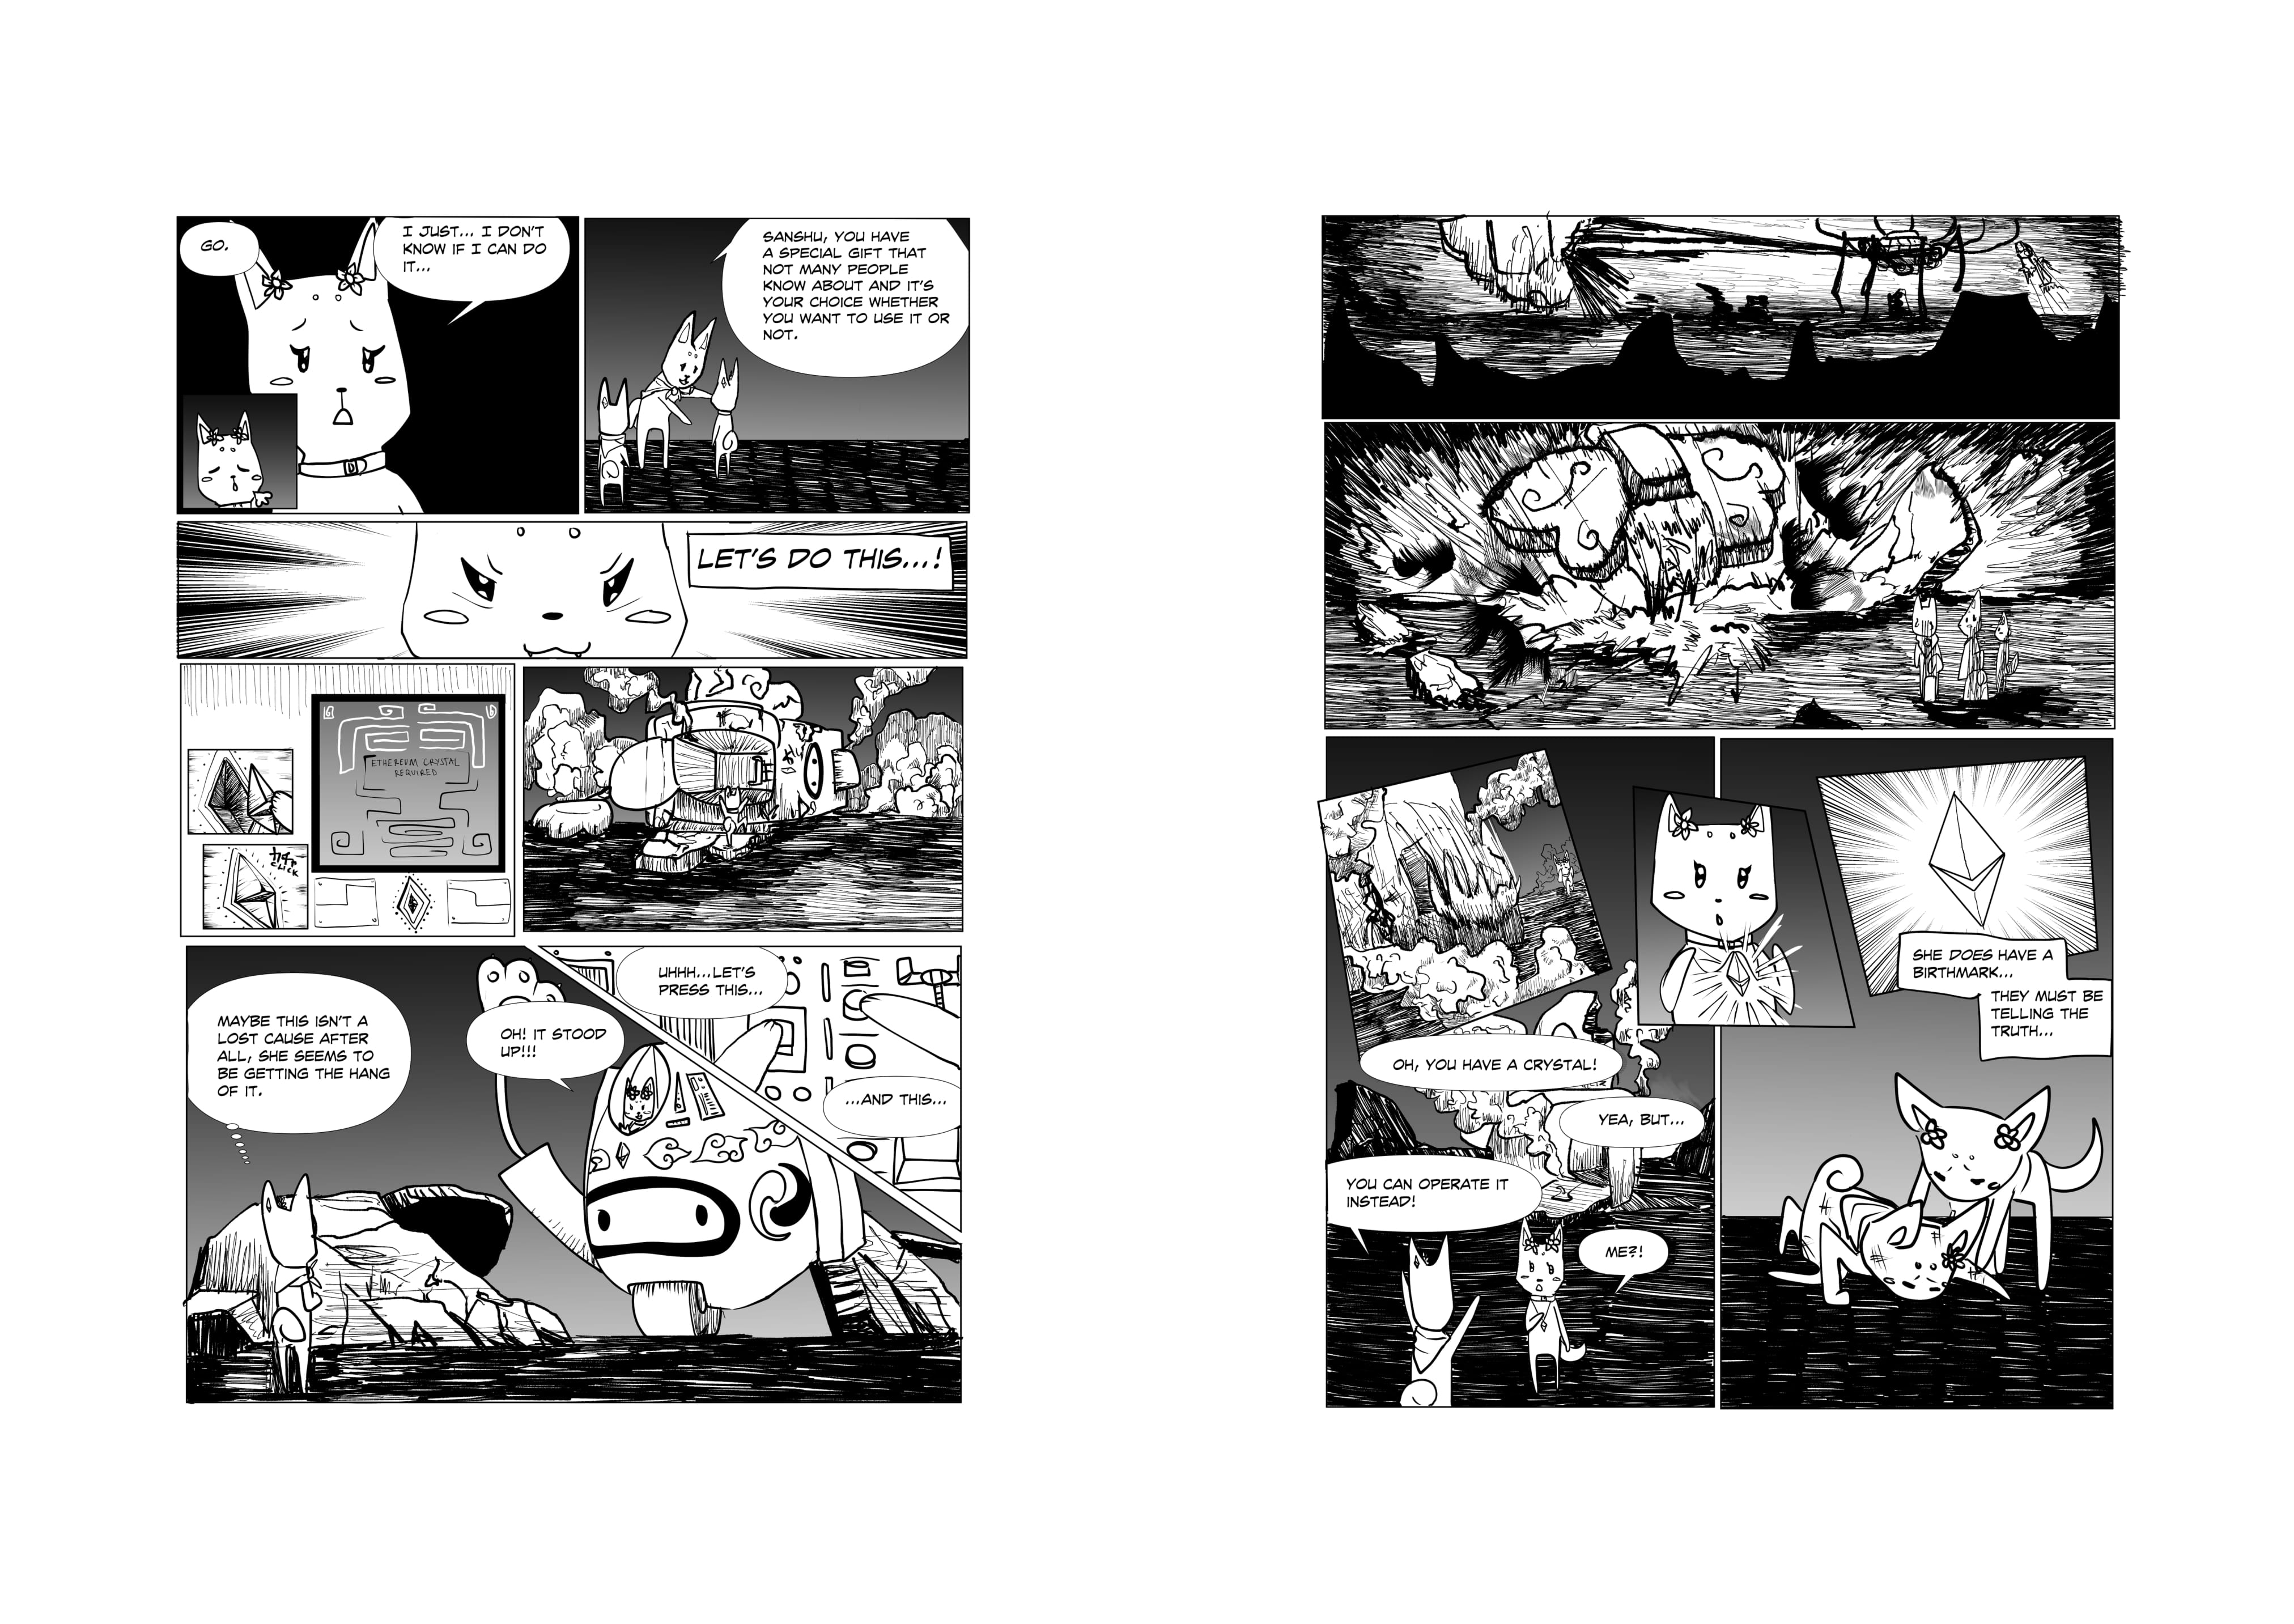 SHE DOES HAVE A
BIRTHMARK...
THEY MUST BE
TELLING THE
TRUTH...
OH, YOU HAVE A CRYSTAL!
YEA, BUT...
YOU CAN OPERATE IT
INSTEAD!
ME?!
SANSHU, YOU HAVE
A SPECIAL GIFT THAT
NOT MANY PEOPLE
KNOW ABOUT AND IT'S
YOUR CHOICE WHETHER
YOU WANT TO USE IT OR
NOT.
I JUST... I DON'T
KNOW IF I CAN DO
IT...
GO.
LET'S DO THIS...!
ETHEREUM CRYSTAL
REQUIRED
カチャ
CLICK
UHHH...LET'S
PRESS THIS...
...AND THIS...
OH! IT STOOD
UP!!!
MAYBE THIS ISN'T A
LOST CAUSE AFTER
ALL, SHE SEEMS TO
BE GETTING THE HANG
OF IT.